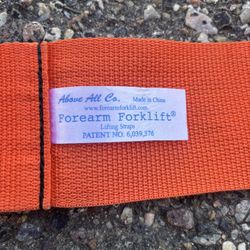 Above All Co. Made in China
www.forearmforklift.com
Forearm Forklift®
Lifting Straps
PATENT NO. 6,039,376